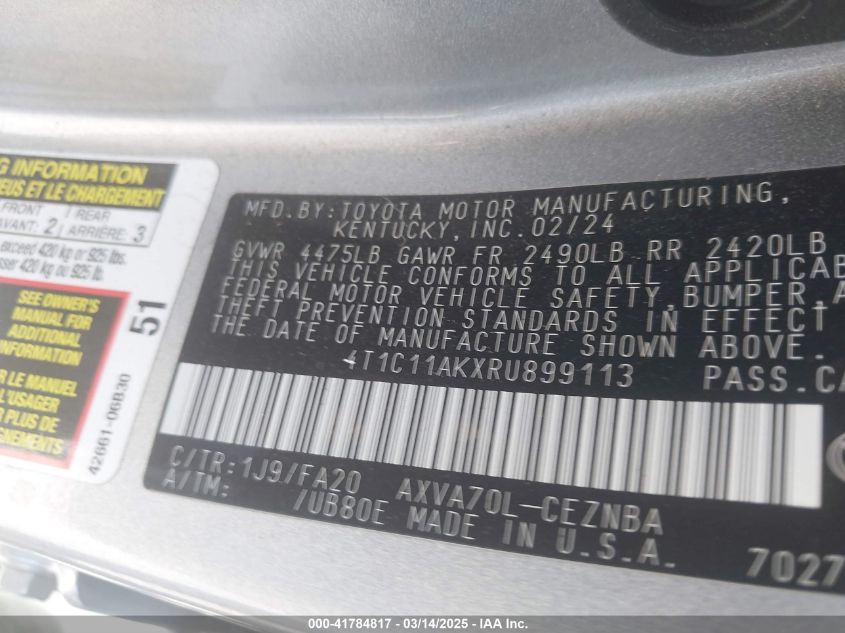 G INFORMATION
EUS ET LE CHARGEMENT
FRONT REAR
AVANT: 2 ARRIÈRE: 3
exceed 420 kg or 925 lbs.
ser 420 kg ou 925 lb.
SEE OWNER'S
MANUAL FOR
ADDITIONAL
INFORMATION
R LE MANUEL
L'USAGER
PLUS DE
GNEMENTS
51
42661-06B30
MFD.BY:TOYOTA MOTOR MANUFACTURING,
KENTUCKY,INC.02/24
GVWR 4475LB GAWR FR 2490LB RR 2420LB
THIS VEHICLE CONFORMS TO ALL APPLICAB
FEDERAL MOTOR VEHICLE SAFETY,BUMPER,A
THEFT PREVENTION STANDARDS IN EFFECT
THE DATE OF MANUFACTURE SHOWN ABOVE.
4T1C11AKXRU899113 PASS.CA
C/TR:1J9/FA20 AXVA70L-CEZNBA
A/TM: /UB80E MADE IN U.S.A.
7027
000-41784817 - 03/14/2025 - IAA Inc.